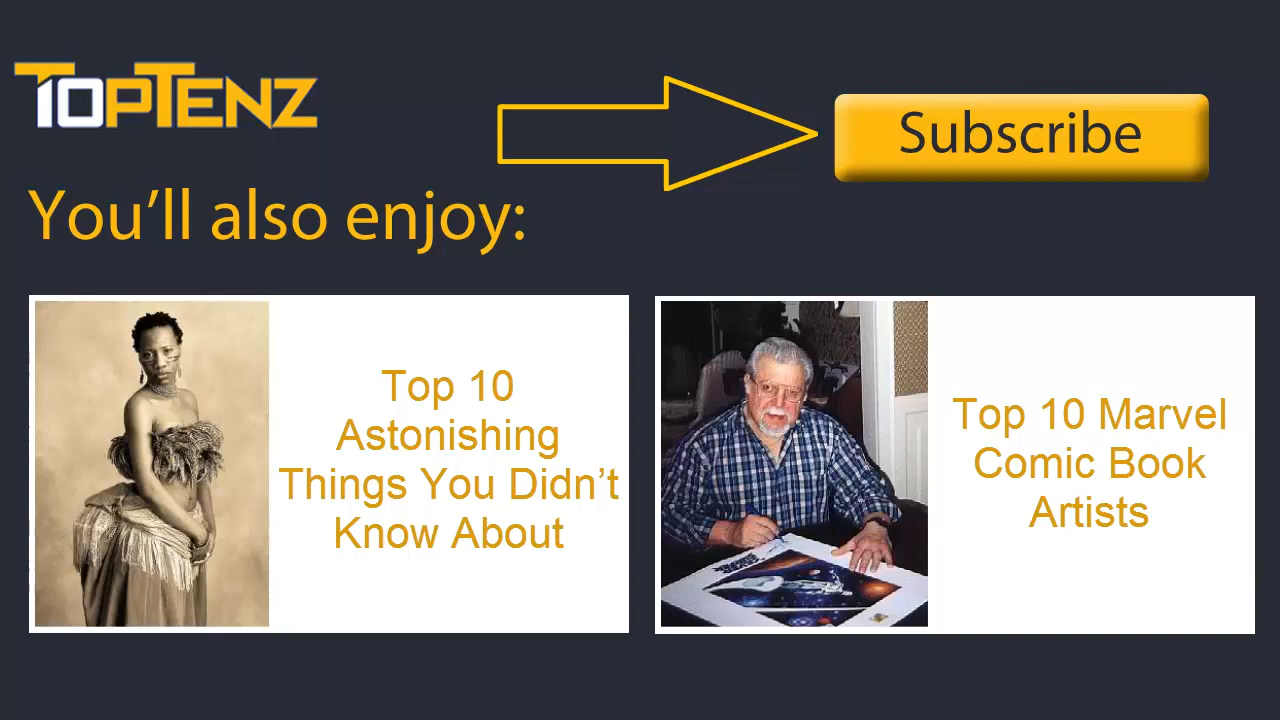 TOPTENZ
Subscribe
You'll also enjoy:
Top 10
Astonishing
Things You Didn't
Know About
Top 10 Marvel
Comic Book
Artists